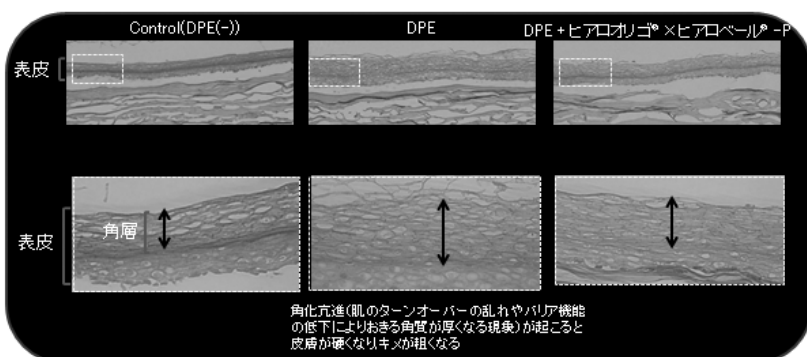 Control(DPE(-))
DPE
DPE + ヒアロオリゴ® ×ヒアロベール® -P
表皮
表皮
角層
角化亢進(肌のターンオーバーの乱れやバリア機能
の低下によりおきる角質が厚くなる現象)が起こると
皮膚が硬くなり、キメが粗くなる